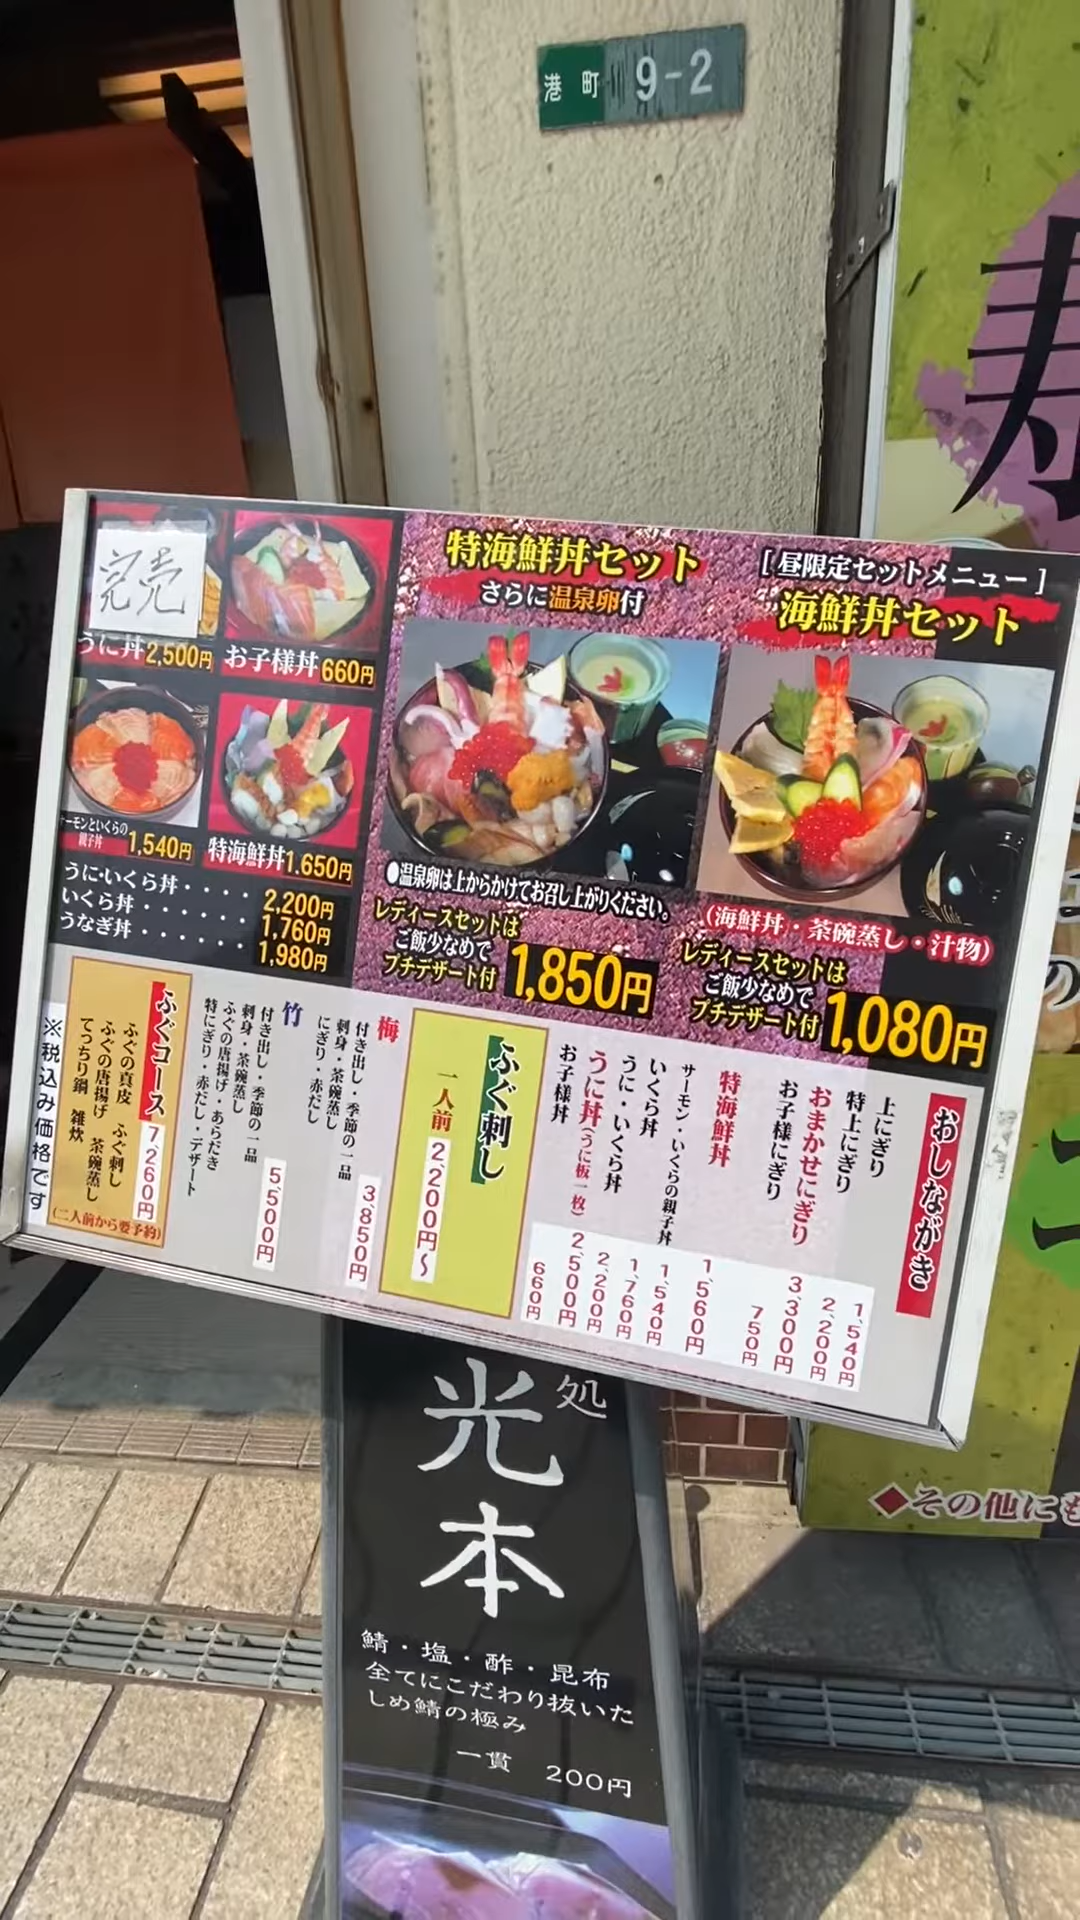 港町 9-2
寿
完売
うに丼2,500円
お子様丼660円
サーモンといくらの
親子丼 1,540円
特海鮮丼1,650円
うに・いくら丼・・・・2,200円
いくら丼・・・・・・1,760円
うなぎ丼・・・・・・1,980円
特海鮮丼セット
さらに温泉卵付
●温泉卵は上からかけてお召し上がりください。
レディースセットは
ご飯少なめで
プチデザート付
1,850円
[昼限定セットメニュー]
海鮮丼セット
(海鮮丼・茶碗蒸し・汁物)
レディースセットは
ご飯少なめで
プチデザート付
1,080円
おしながき
上にぎり 1,540円
特上にぎり 2,200円
おまかせにぎり 3,300円
お子様にぎり 750円
特海鮮丼 1,560円
サーモン・いくらの親子丼 1,540円
いくら丼 1,760円
うに・いくら丼 2,200円
うに丼(うに板一枚) 2,500円
お子様丼 660円
ふぐ刺し
一人前 2,200円〜
梅
付き出し・季節の一品
刺身・茶碗蒸し
にぎり・赤だし
3,850円
竹
付き出し・季節の一品
刺身・茶碗蒸し
ふぐの唐揚げ・あらだき
特にぎり・赤だし・デザート
5,500円
ふぐコース 7,260円
ふぐの真皮 ふぐ刺し
ふぐの唐揚げ 茶碗蒸し
てっちり鍋 雑炊
(二人前から要予約)
※税込み価格です
処
光本
鯖・塩・酢・昆布
全てにこだわり抜いた
しめ鯖の極み
一貫 200円
◆その他にも